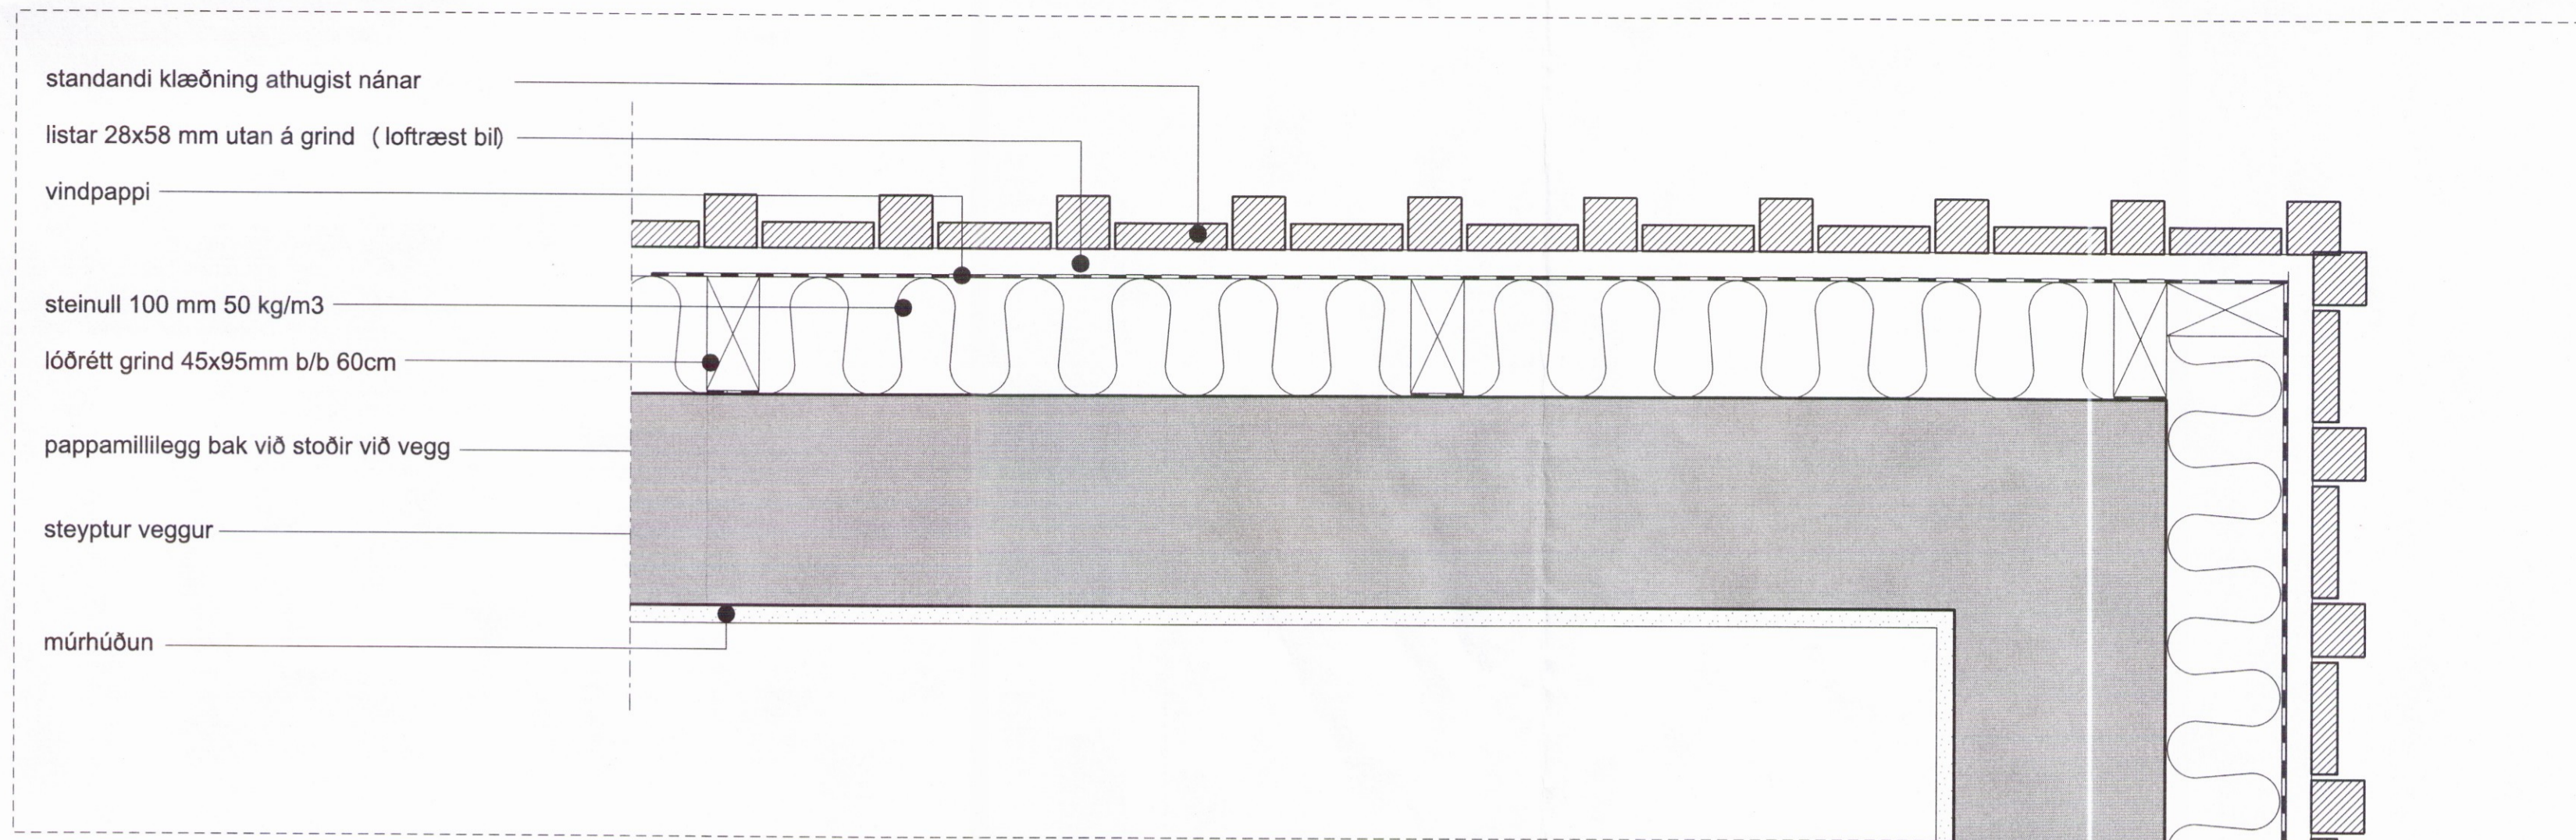 standandi klæðning athugist nánar
listar 28x58 mm utan á grind ( loftræst bil)
vindpappi
steinull 100 mm 50 kg/m3
lóðrétt grind 45x95mm b/b 60cm
pappamillilegg bak við stoðir við vegg
steyptur veggur
múrhúðun